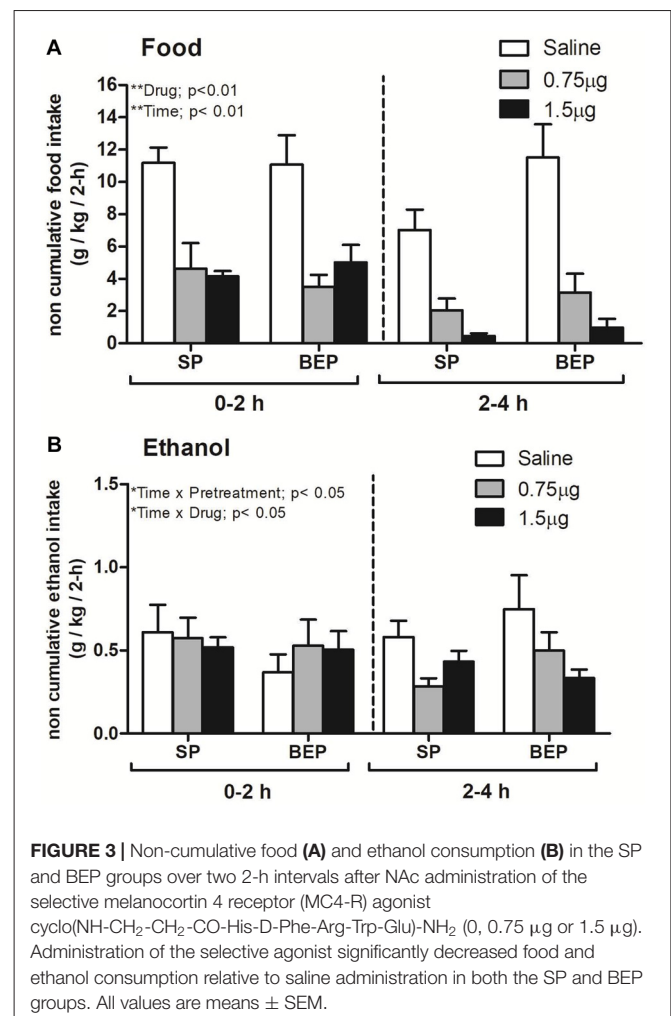 A Food
Saline
0.75μg
1.5μg
**Drug; p<0.01
**Time; p< 0.01
non cumulative food intake
(g / kg / 2-h)
16
14
12
10
8
6
4
2
0
SP BEP SP BEP
0-2 h 2-4 h
B Ethanol
Saline
0.75μg
1.5μg
*Time x Pretreatment; p< 0.05
*Time x Drug; p< 0.05
non cumulative ethanol intake
(g / kg / 2-h)
1.5
1.0
0.5
0.0
SP BEP SP BEP
0-2 h 2-4 h
FIGURE 3 | Non-cumulative food (A) and ethanol consumption (B) in the SP
and BEP groups over two 2-h intervals after NAc administration of the
selective melanocortin 4 receptor (MC4-R) agonist
cyclo(NH-CH₂-CH₂-CO-His-D-Phe-Arg-Trp-Glu)-NH₂ (0, 0.75 μg or 1.5 μg).
Administration of the selective agonist significantly decreased food and
ethanol consumption relative to saline administration in both the SP and BEP
groups. All values are means ± SEM.